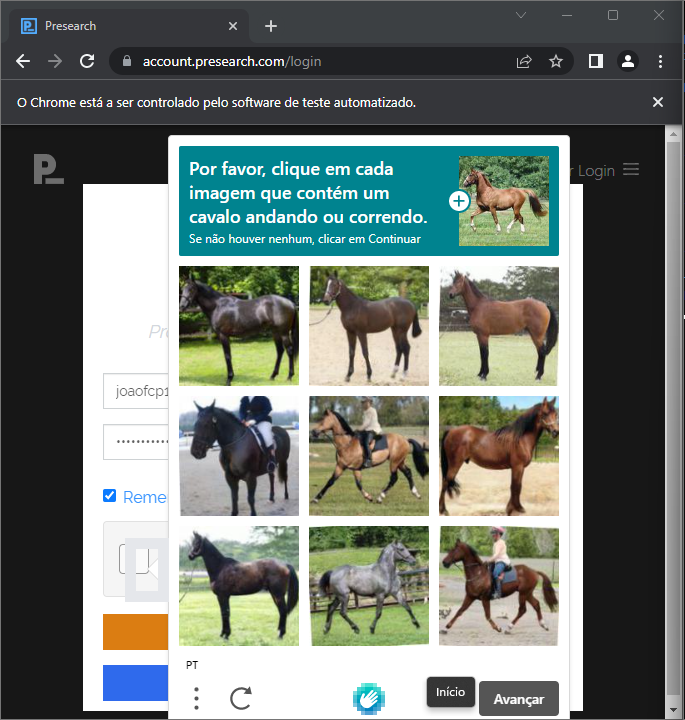 Presearch
account.presearch.com/login
O Chrome está a ser controlado pelo software de teste automatizado.
Por favor, clique em cada
imagem que contém um
cavalo andando ou correndo.
Se não houver nenhum, clicar em Continuar
Login
joaofcp1
PT
Início
Avançar